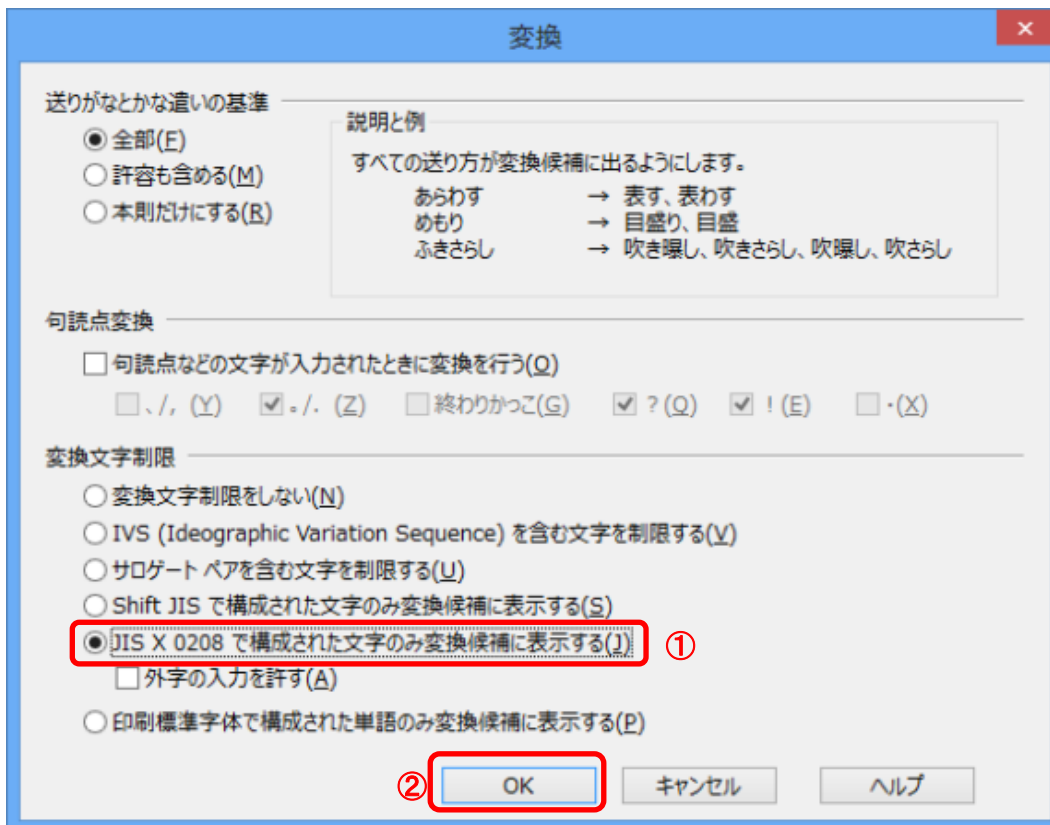 変換
送りがなとかな遣いの基準
全部(F)
許容も含める(M)
本則だけにする(R)
説明と例
すべての送り方が変換候補に出るようにします。
あらわす → 表す、表わす
めもり → 目盛り、目盛
ふきさらし → 吹き曝し、吹きさらし、吹曝し、吹さらし
句読点変換
句読点などの文字が入力されたときに変換を行う(O)
、/, (Y) 。/. (Z) 終わりかっこ(G) ? (Q) ! (E) ・(X)
変換文字制限
変換文字制限をしない(N)
IVS (Ideographic Variation Sequence) を含む文字を制限する(V)
サロゲート ペアを含む文字を制限する(U)
Shift JIS で構成された文字のみ変換候補に表示する(S)
JIS X 0208 で構成された文字のみ変換候補に表示する(J) ①
外字の入力を許す(A)
印刷標準字体で構成された単語のみ変換候補に表示する(P)
② OK キャンセル ヘルプ